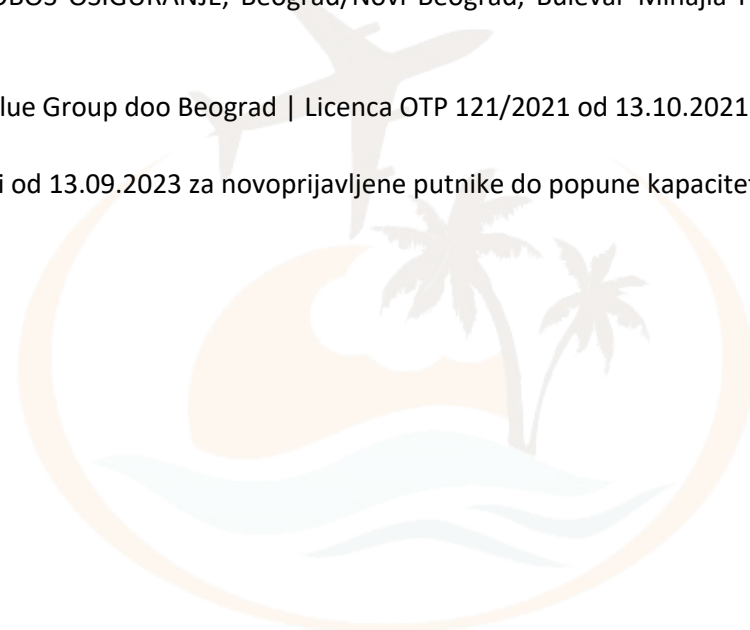 OBOS OSIGURANJE, Beograd/Novi Beograd, Bulevar Mihajla
lue Group doo Beograd | Licenca OTP 121/2021 od 13.10.2021
i od 13.09.2023 za novoprijavljene putnike do popune kapacitet